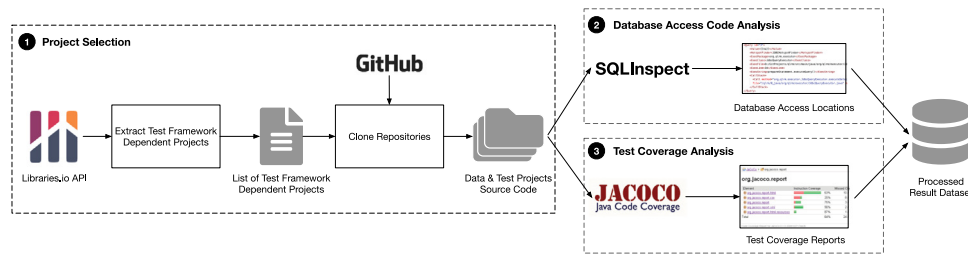 1 Project Selection
GitHub
Libraries.io API
Extract Test Framework
Dependent Projects
List of Test Framework
Dependent Projects
Clone Repositories
Data & Test Projects
Source Code
2 Database Access Code Analysis
SQLInspect
Database Access Locations
3 Test Coverage Analysis
JACOCO
Java Code Coverage
org.jacoco.report
Test Coverage Reports
Processed
Result Dataset